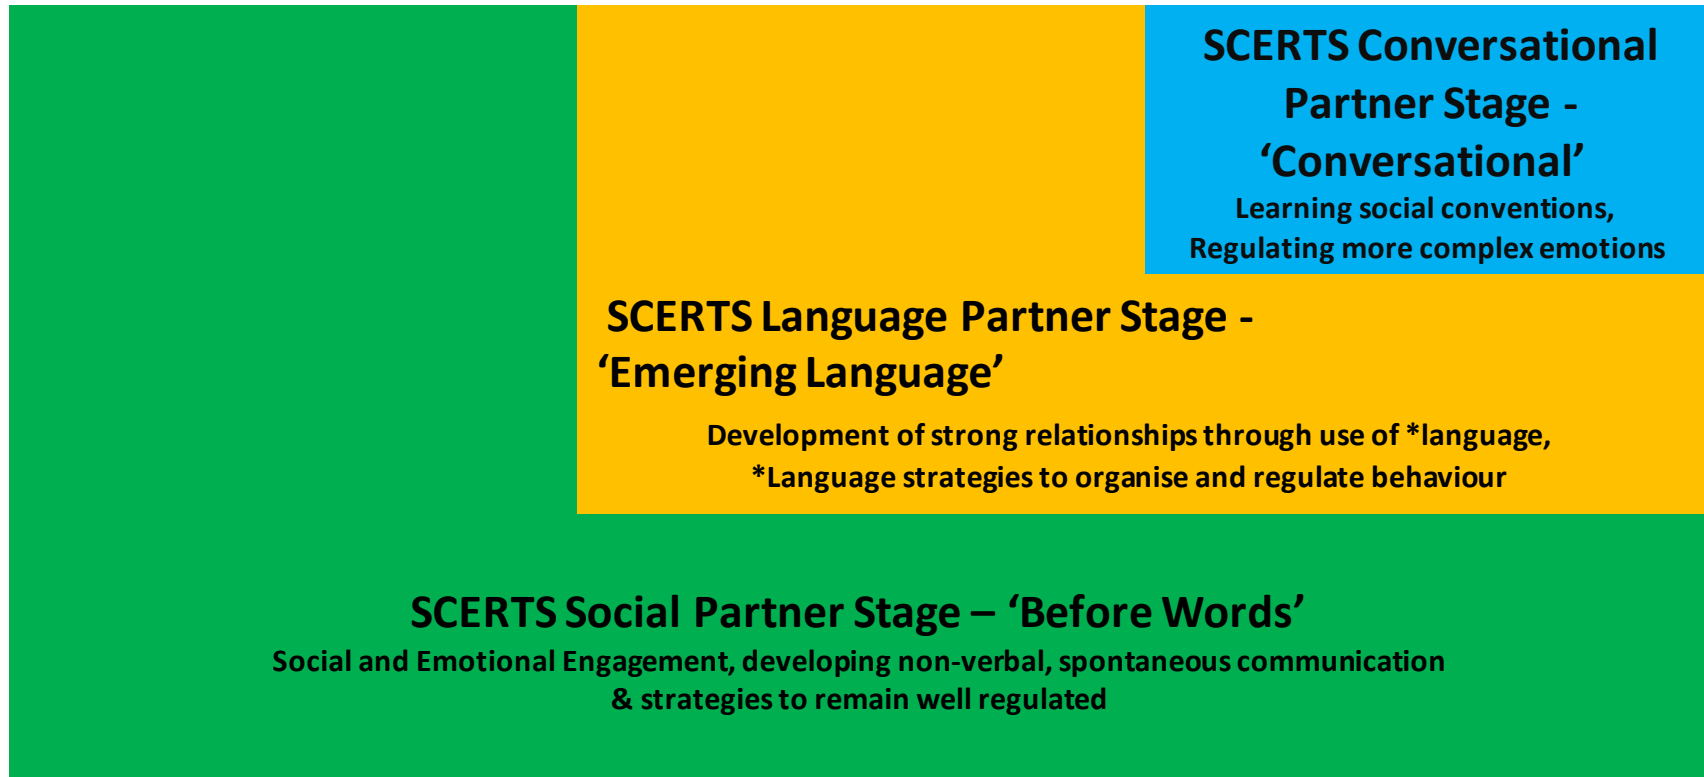 SCERTS Conversational
Partner Stage -
‘Conversational’
Learning social conventions,
Regulating more complex emotions
SCERTS Language Partner Stage -
‘Emerging Language’
Development of strong relationships through use of *language,
*Language strategies to organise and regulate behaviour
SCERTS Social Partner Stage – ‘Before Words’
Social and Emotional Engagement, developing non-verbal, spontaneous communication
& strategies to remain well regulated